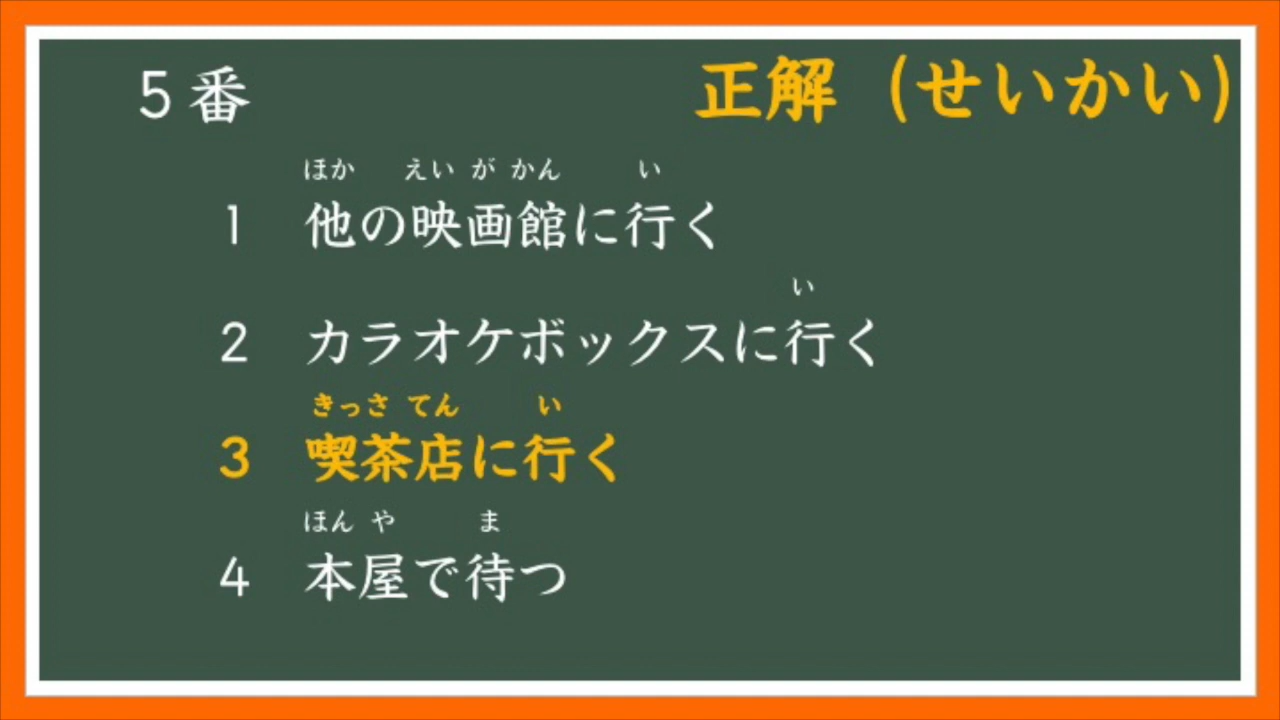 5番
正解（せいかい）
ほか えいがかん い
1 他の映画館に行く
い
2 カラオケボックスに行く
きっさてん い
3 喫茶店に行く
ほんや ま
4 本屋で待つ